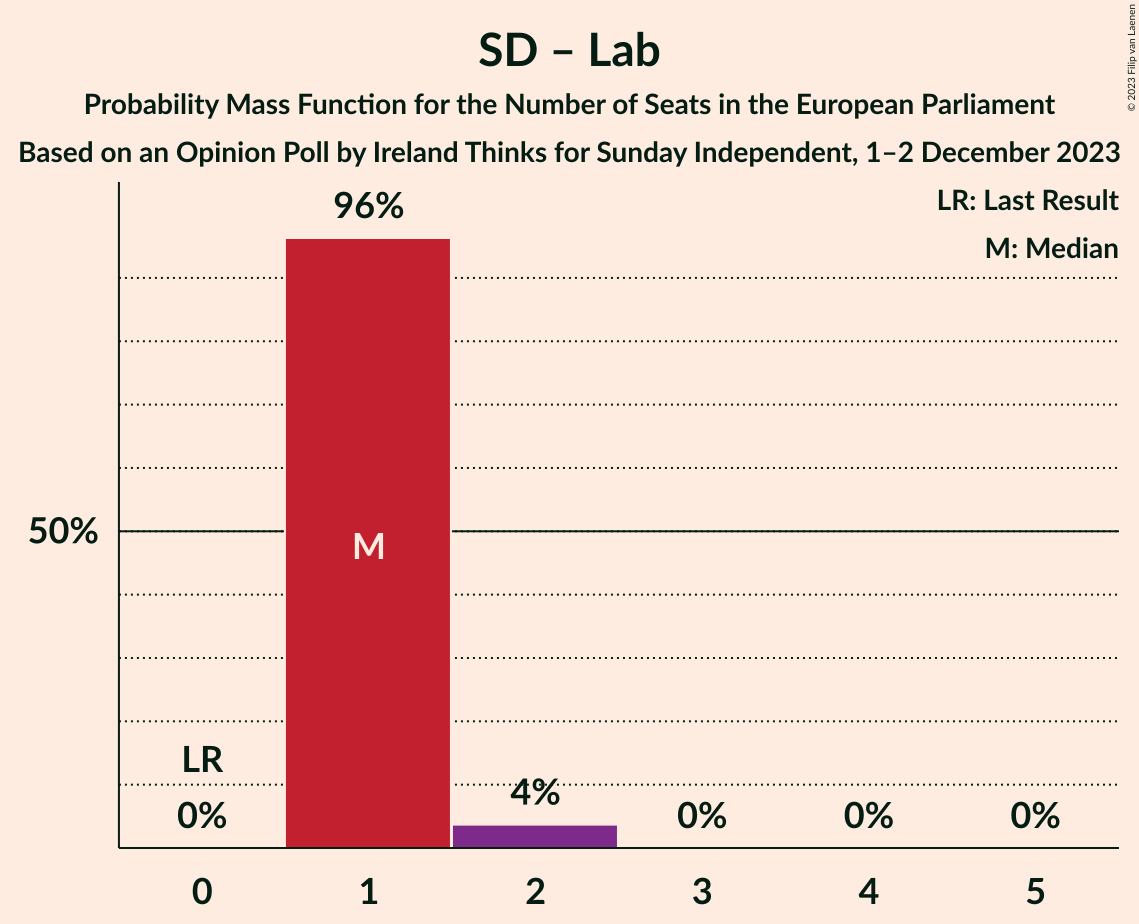 SD – Lab
Probability Mass Function for the Number of Seats in the European Parliament
Based on an Opinion Poll by Ireland Thinks for Sunday Independent, 1–2 December 2023
© 2023 Filip van Laenen
LR: Last Result
M: Median
96%
50%
M
LR
0%
4%
0%
0%
0%
0 1 2 3 4 5